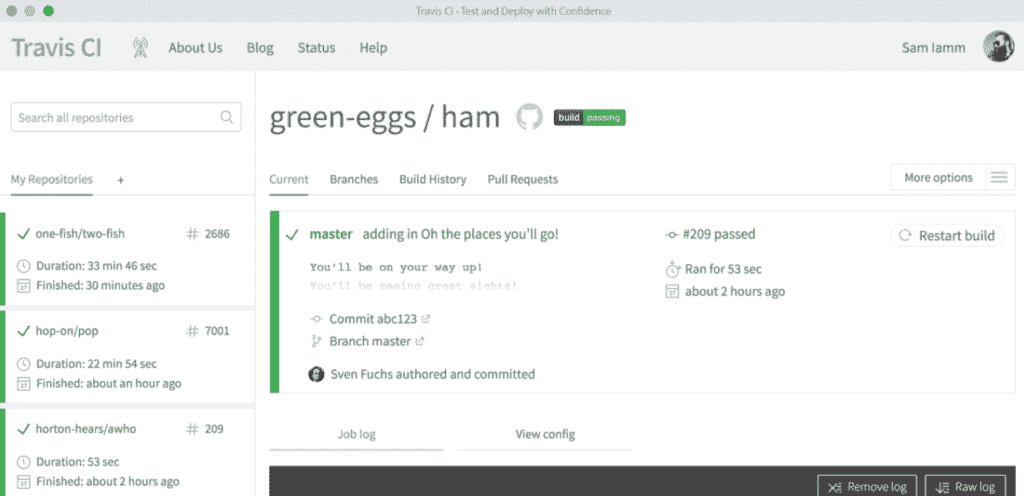 Travis CI - Test and Deploy with Confidence
Travis CI
About Us
Blog
Status
Help
Sam Iamm
Search all repositories
My Repositories +
one-fish/two-fish # 2686
Duration: 33 min 46 sec
Finished: 30 minutes ago
hop-on/pop # 7001
Duration: 22 min 54 sec
Finished: about an hour ago
horton-hears/awho # 209
Duration: 53 sec
Finished: about 2 hours ago
green-eggs / ham
build passing
Current
Branches
Build History
Pull Requests
More options
master adding in Oh the places you'll go!
You'll be on your way up!
You'll be seeing great sights!
Commit abc123
Branch master
Sven Fuchs authored and committed
#209 passed
Ran for 53 sec
about 2 hours ago
Restart build
Job log
View config
Remove log
Raw log